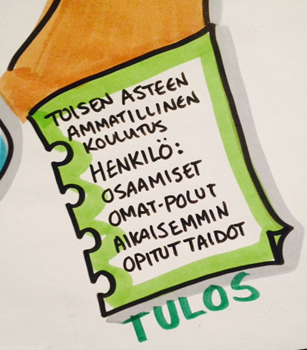 TOISEN ASTEEN
AMMATILLINEN
KOULUTUS
HENKILÖ:
OSAAMISET
OMAT-POLUT
AIKAISEMMIN
OPITUT TAIDOT
TULOS